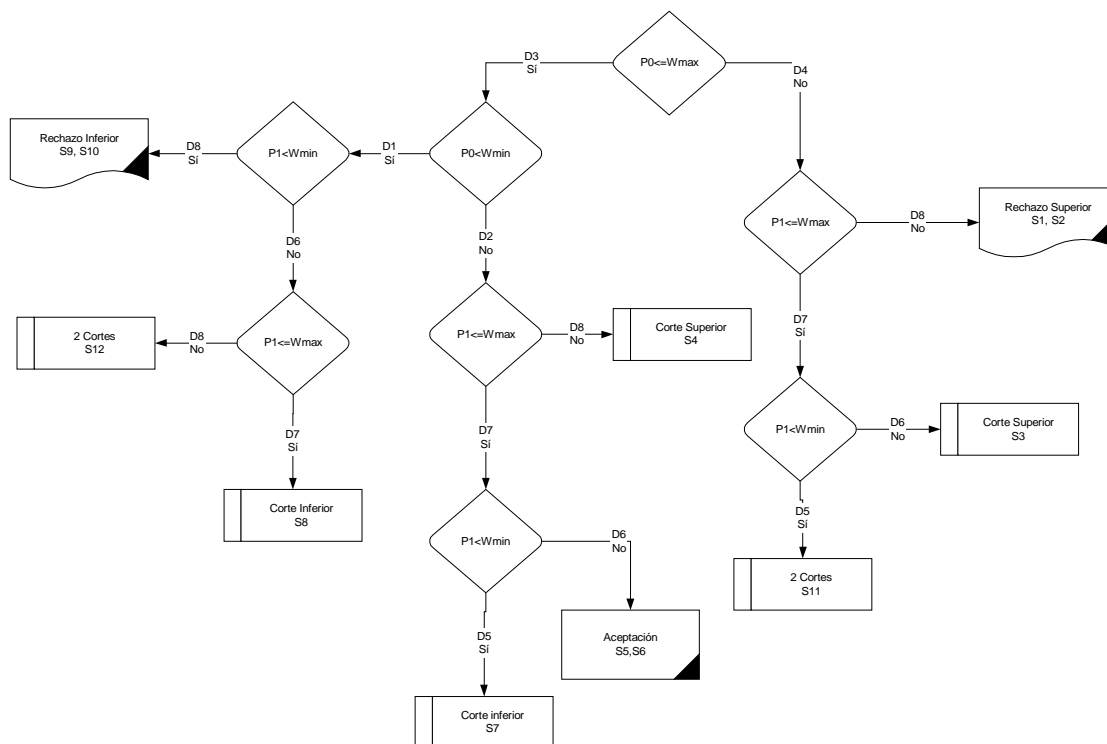 D3
Sí
P0<=Wmax
D4
No
Rechazo Inferior
S9, S10
D8
Sí
P1<Wmin
D1
Sí
P0<Wmin
P1<=Wmax
D8
No
Rechazo Superior
S1, S2
D6
No
D2
No
D7
Sí
2 Cortes
S12
D8
No
P1<=Wmax
P1<=Wmax
D8
No
Corte Superior
S4
P1<Wmin
D6
No
Corte Superior
S3
D7
Sí
D7
Sí
Corte Inferior
S8
D5
Sí
P1<Wmin
D6
No
2 Cortes
S11
D5
Sí
Aceptación
S5,S6
Corte inferior
S7